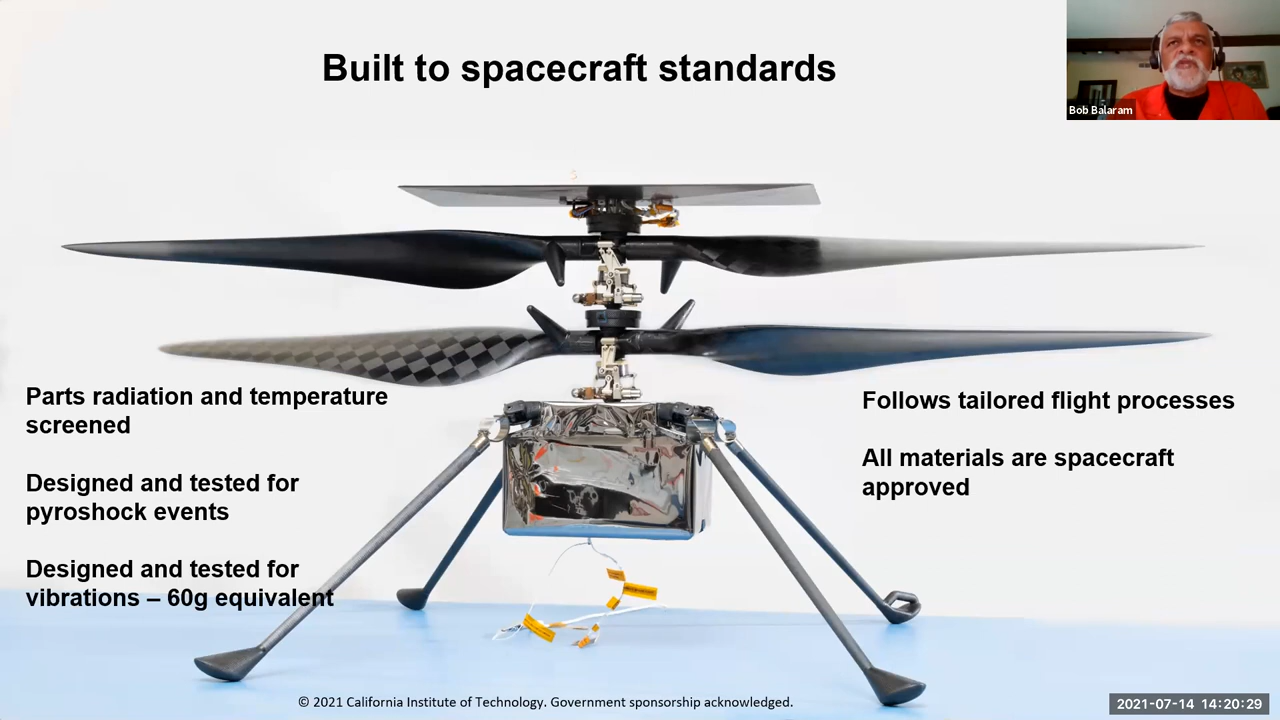 Built to spacecraft standards
Bob Balaram
Parts radiation and temperature
screened
Designed and tested for
pyroshock events
Designed and tested for
vibrations – 60g equivalent
Follows tailored flight processes
All materials are spacecraft
approved
© 2021 California Institute of Technology. Government sponsorship acknowledged.
2021-07-14 14:20:29